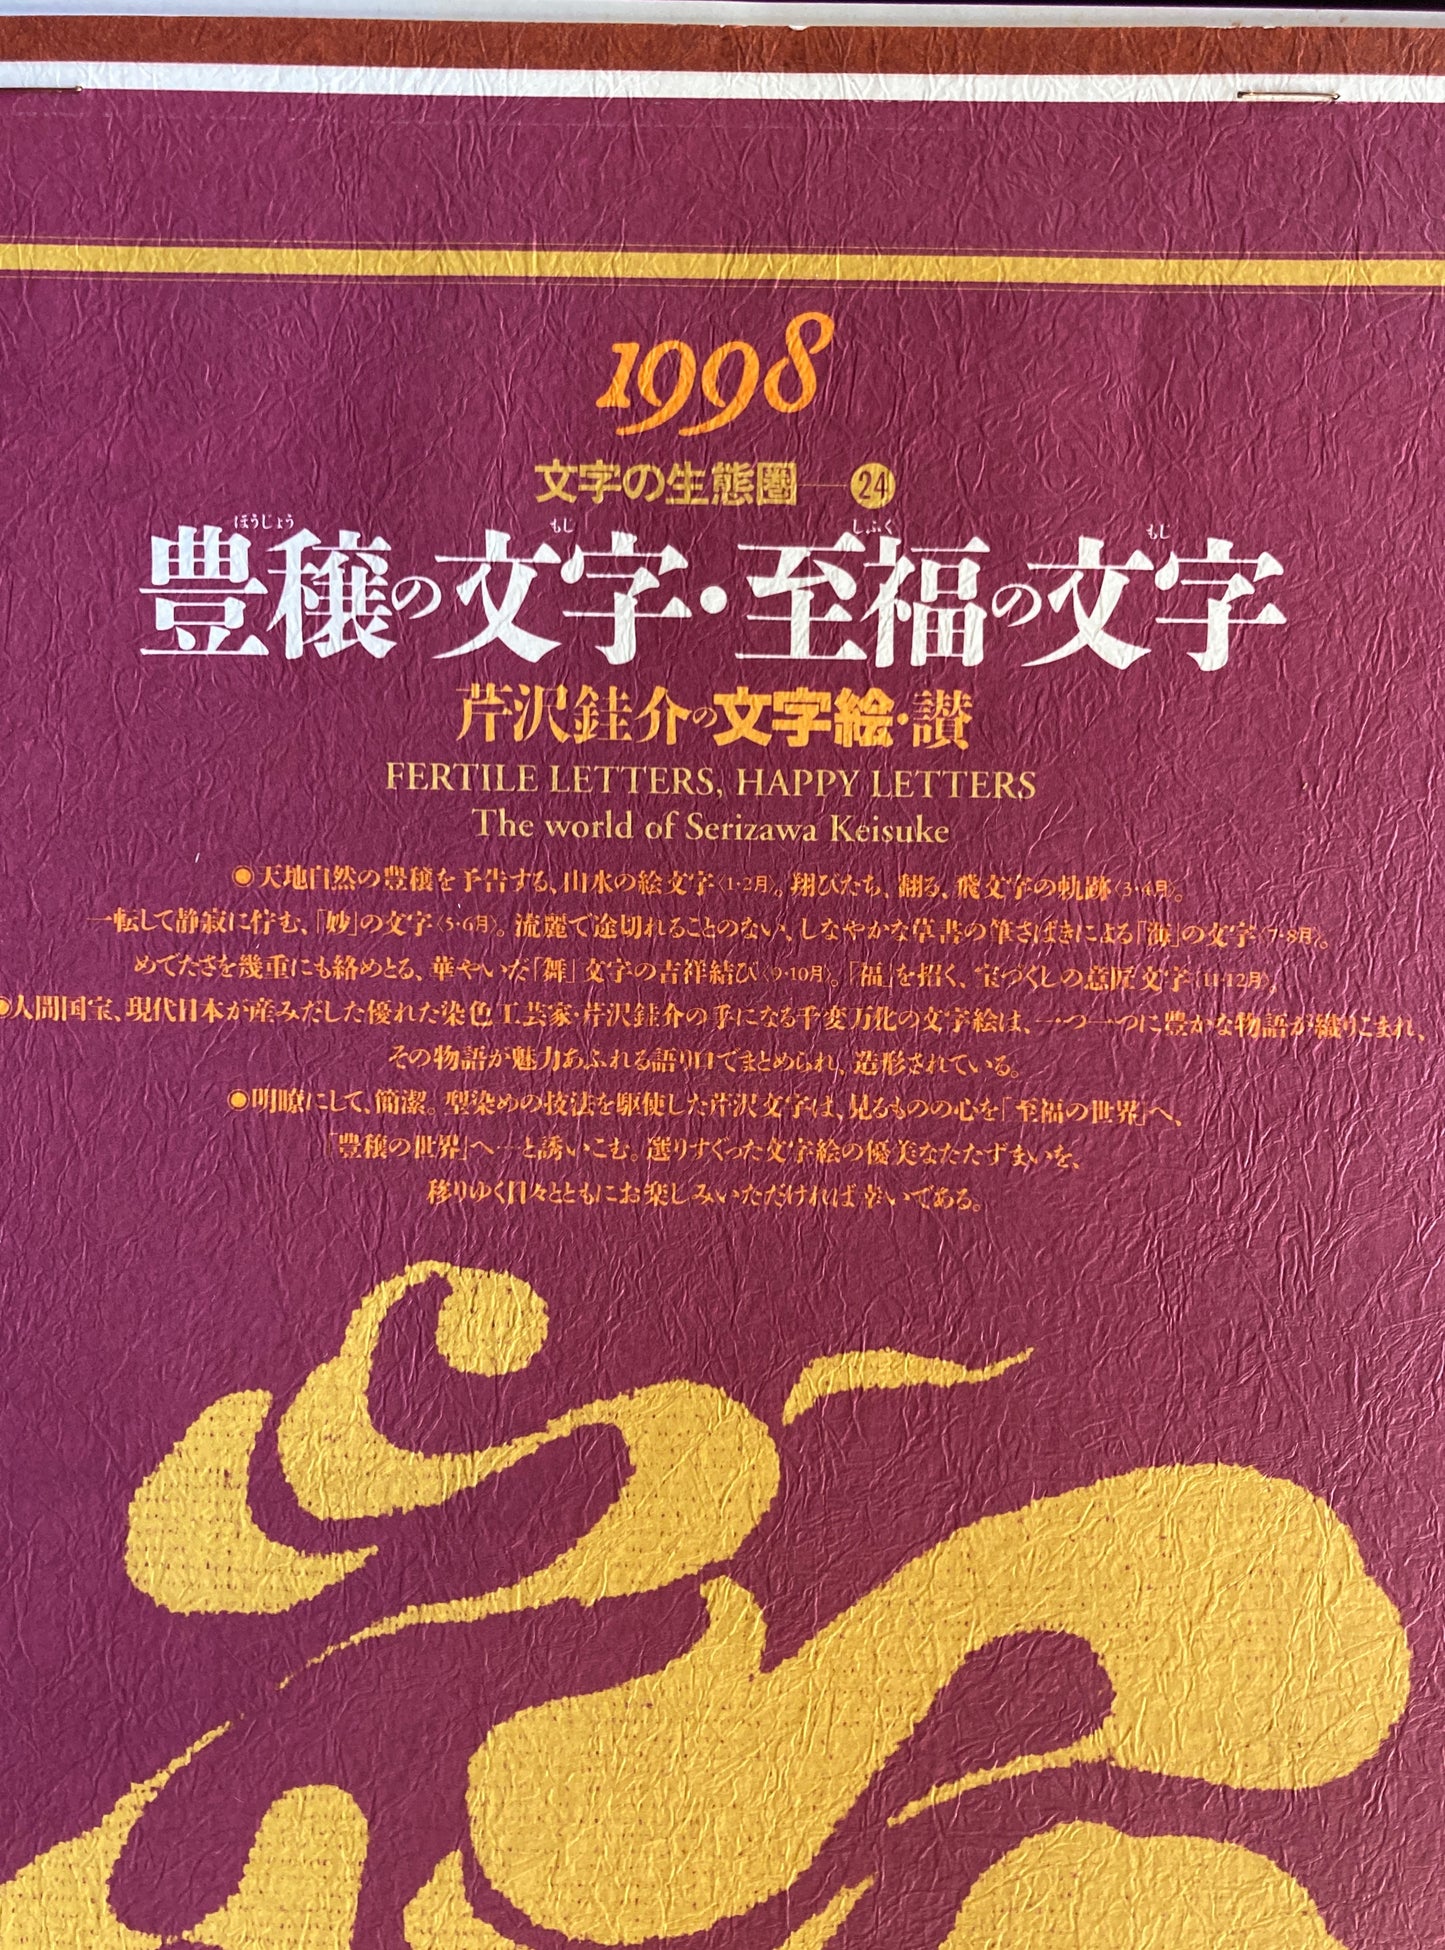 1998
文字の生態圏—24
ほうじょう もじ しふく もじ
豊穣の文字・至福の文字
芹沢銈介の文字絵・讃
FERTILE LETTERS, HAPPY LETTERS
The world of Serizawa Keisuke
◉天地自然の豊穣を予告する、山水の絵文字〈1・2月〉。翔びたち、翻る、飛文字の軌跡〈3・4月〉。
一転して静寂に佇む、「妙」の文字〈5・6月〉。流麗で途切れることのない、しなやかな草書の筆さばきによる「海」の文字〈7・8月〉。
めでたさを幾重にも絡めとる、華やいだ「舞」文字の吉祥結び〈9・10月〉。「福」を招く、宝づくしの意匠文字〈11・12月〉。
◉人間国宝、現代日本が産みだした優れた染色工芸家・芹沢銈介の手になる千変万化の文字絵は、一つ一つに豊かな物語が織りこまれ、
その物語が魅力あふれる語り口でまとめられ、造形されている。
◉明瞭にして、簡潔。型染めの技法を駆使した芹沢文字は、見るものの心を「至福の世界」へ、
「豊穣の世界」へ—と誘いこむ。選りすぐった文字絵の優美なたたずまいを、
移りゆく日々とともにお楽しみいただければ幸いである。